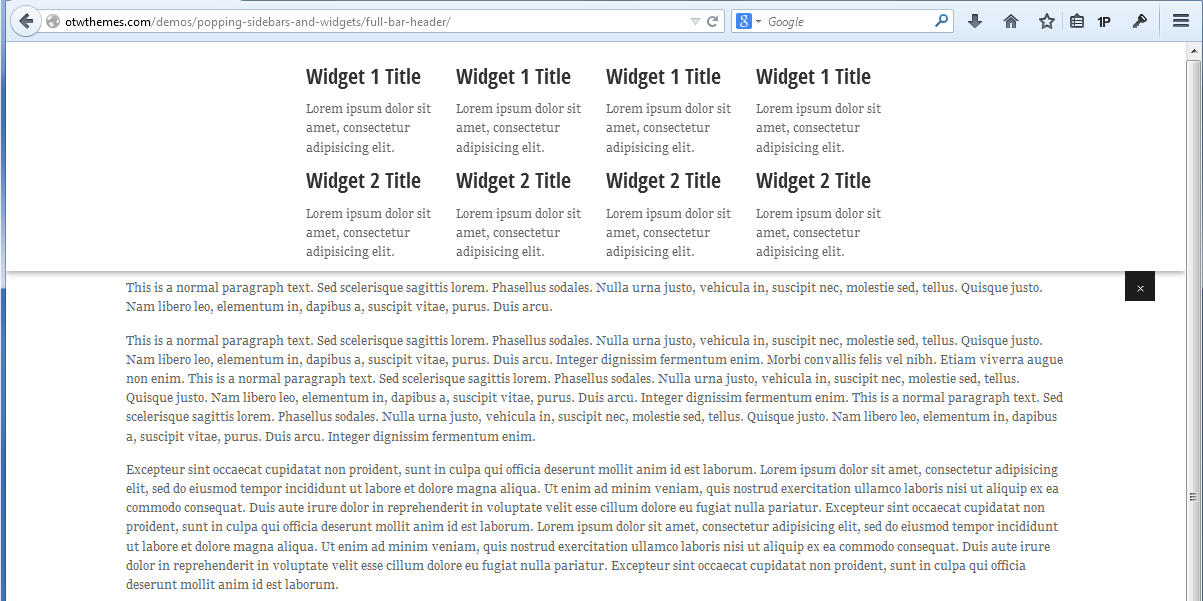 otwthemes.com/demos/popping-sidebars-and-widgets/full-bar-header/
8 Google
1P
Widget 1 Title Widget 1 Title Widget 1 Title Widget 1 Title
Lorem ipsum dolor sit Lorem ipsum dolor sit Lorem ipsum dolor sit Lorem ipsum dolor sit
amet, consectetur amet, consectetur amet, consectetur amet, consectetur
adipisicing elit. adipisicing elit. adipisicing elit. adipisicing elit.
Widget 2 Title Widget 2 Title Widget 2 Title Widget 2 Title
Lorem ipsum dolor sit Lorem ipsum dolor sit Lorem ipsum dolor sit Lorem ipsum dolor sit
amet, consectetur amet, consectetur amet, consectetur amet, consectetur
adipisicing elit. adipisicing elit. adipisicing elit. adipisicing elit.
×
This is a normal paragraph text. Sed scelerisque sagittis lorem. Phasellus sodales. Nulla urna justo, vehicula in, suscipit nec, molestie sed, tellus. Quisque justo.
Nam libero leo, elementum in, dapibus a, suscipit vitae, purus. Duis arcu.
This is a normal paragraph text. Sed scelerisque sagittis lorem. Phasellus sodales. Nulla urna justo, vehicula in, suscipit nec, molestie sed, tellus. Quisque justo.
Nam libero leo, elementum in, dapibus a, suscipit vitae, purus. Duis arcu. Integer dignissim fermentum enim. Morbi convallis felis vel nibh. Etiam viverra augue
non enim. This is a normal paragraph text. Sed scelerisque sagittis lorem. Phasellus sodales. Nulla urna justo, vehicula in, suscipit nec, molestie sed, tellus.
Quisque justo. Nam libero leo, elementum in, dapibus a, suscipit vitae, purus. Duis arcu. Integer dignissim fermentum enim. This is a normal paragraph text. Sed
scelerisque sagittis lorem. Phasellus sodales. Nulla urna justo, vehicula in, suscipit nec, molestie sed, tellus. Quisque justo. Nam libero leo, elementum in, dapibus
a, suscipit vitae, purus. Duis arcu. Integer dignissim fermentum enim.
Excepteur sint occaecat cupidatat non proident, sunt in culpa qui officia deserunt mollit anim id est laborum. Lorem ipsum dolor sit amet, consectetur adipisicing
elit, sed do eiusmod tempor incididunt ut labore et dolore magna aliqua. Ut enim ad minim veniam, quis nostrud exercitation ullamco laboris nisi ut aliquip ex ea
commodo consequat. Duis aute irure dolor in reprehenderit in voluptate velit esse cillum dolore eu fugiat nulla pariatur. Excepteur sint occaecat cupidatat non
proident, sunt in culpa qui officia deserunt mollit anim id est laborum. Lorem ipsum dolor sit amet, consectetur adipisicing elit, sed do eiusmod tempor incididunt
ut labore et dolore magna aliqua. Ut enim ad minim veniam, quis nostrud exercitation ullamco laboris nisi ut aliquip ex ea commodo consequat. Duis aute irure
dolor in reprehenderit in voluptate velit esse cillum dolore eu fugiat nulla pariatur. Excepteur sint occaecat cupidatat non proident, sunt in culpa qui officia
deserunt mollit anim id est laborum.